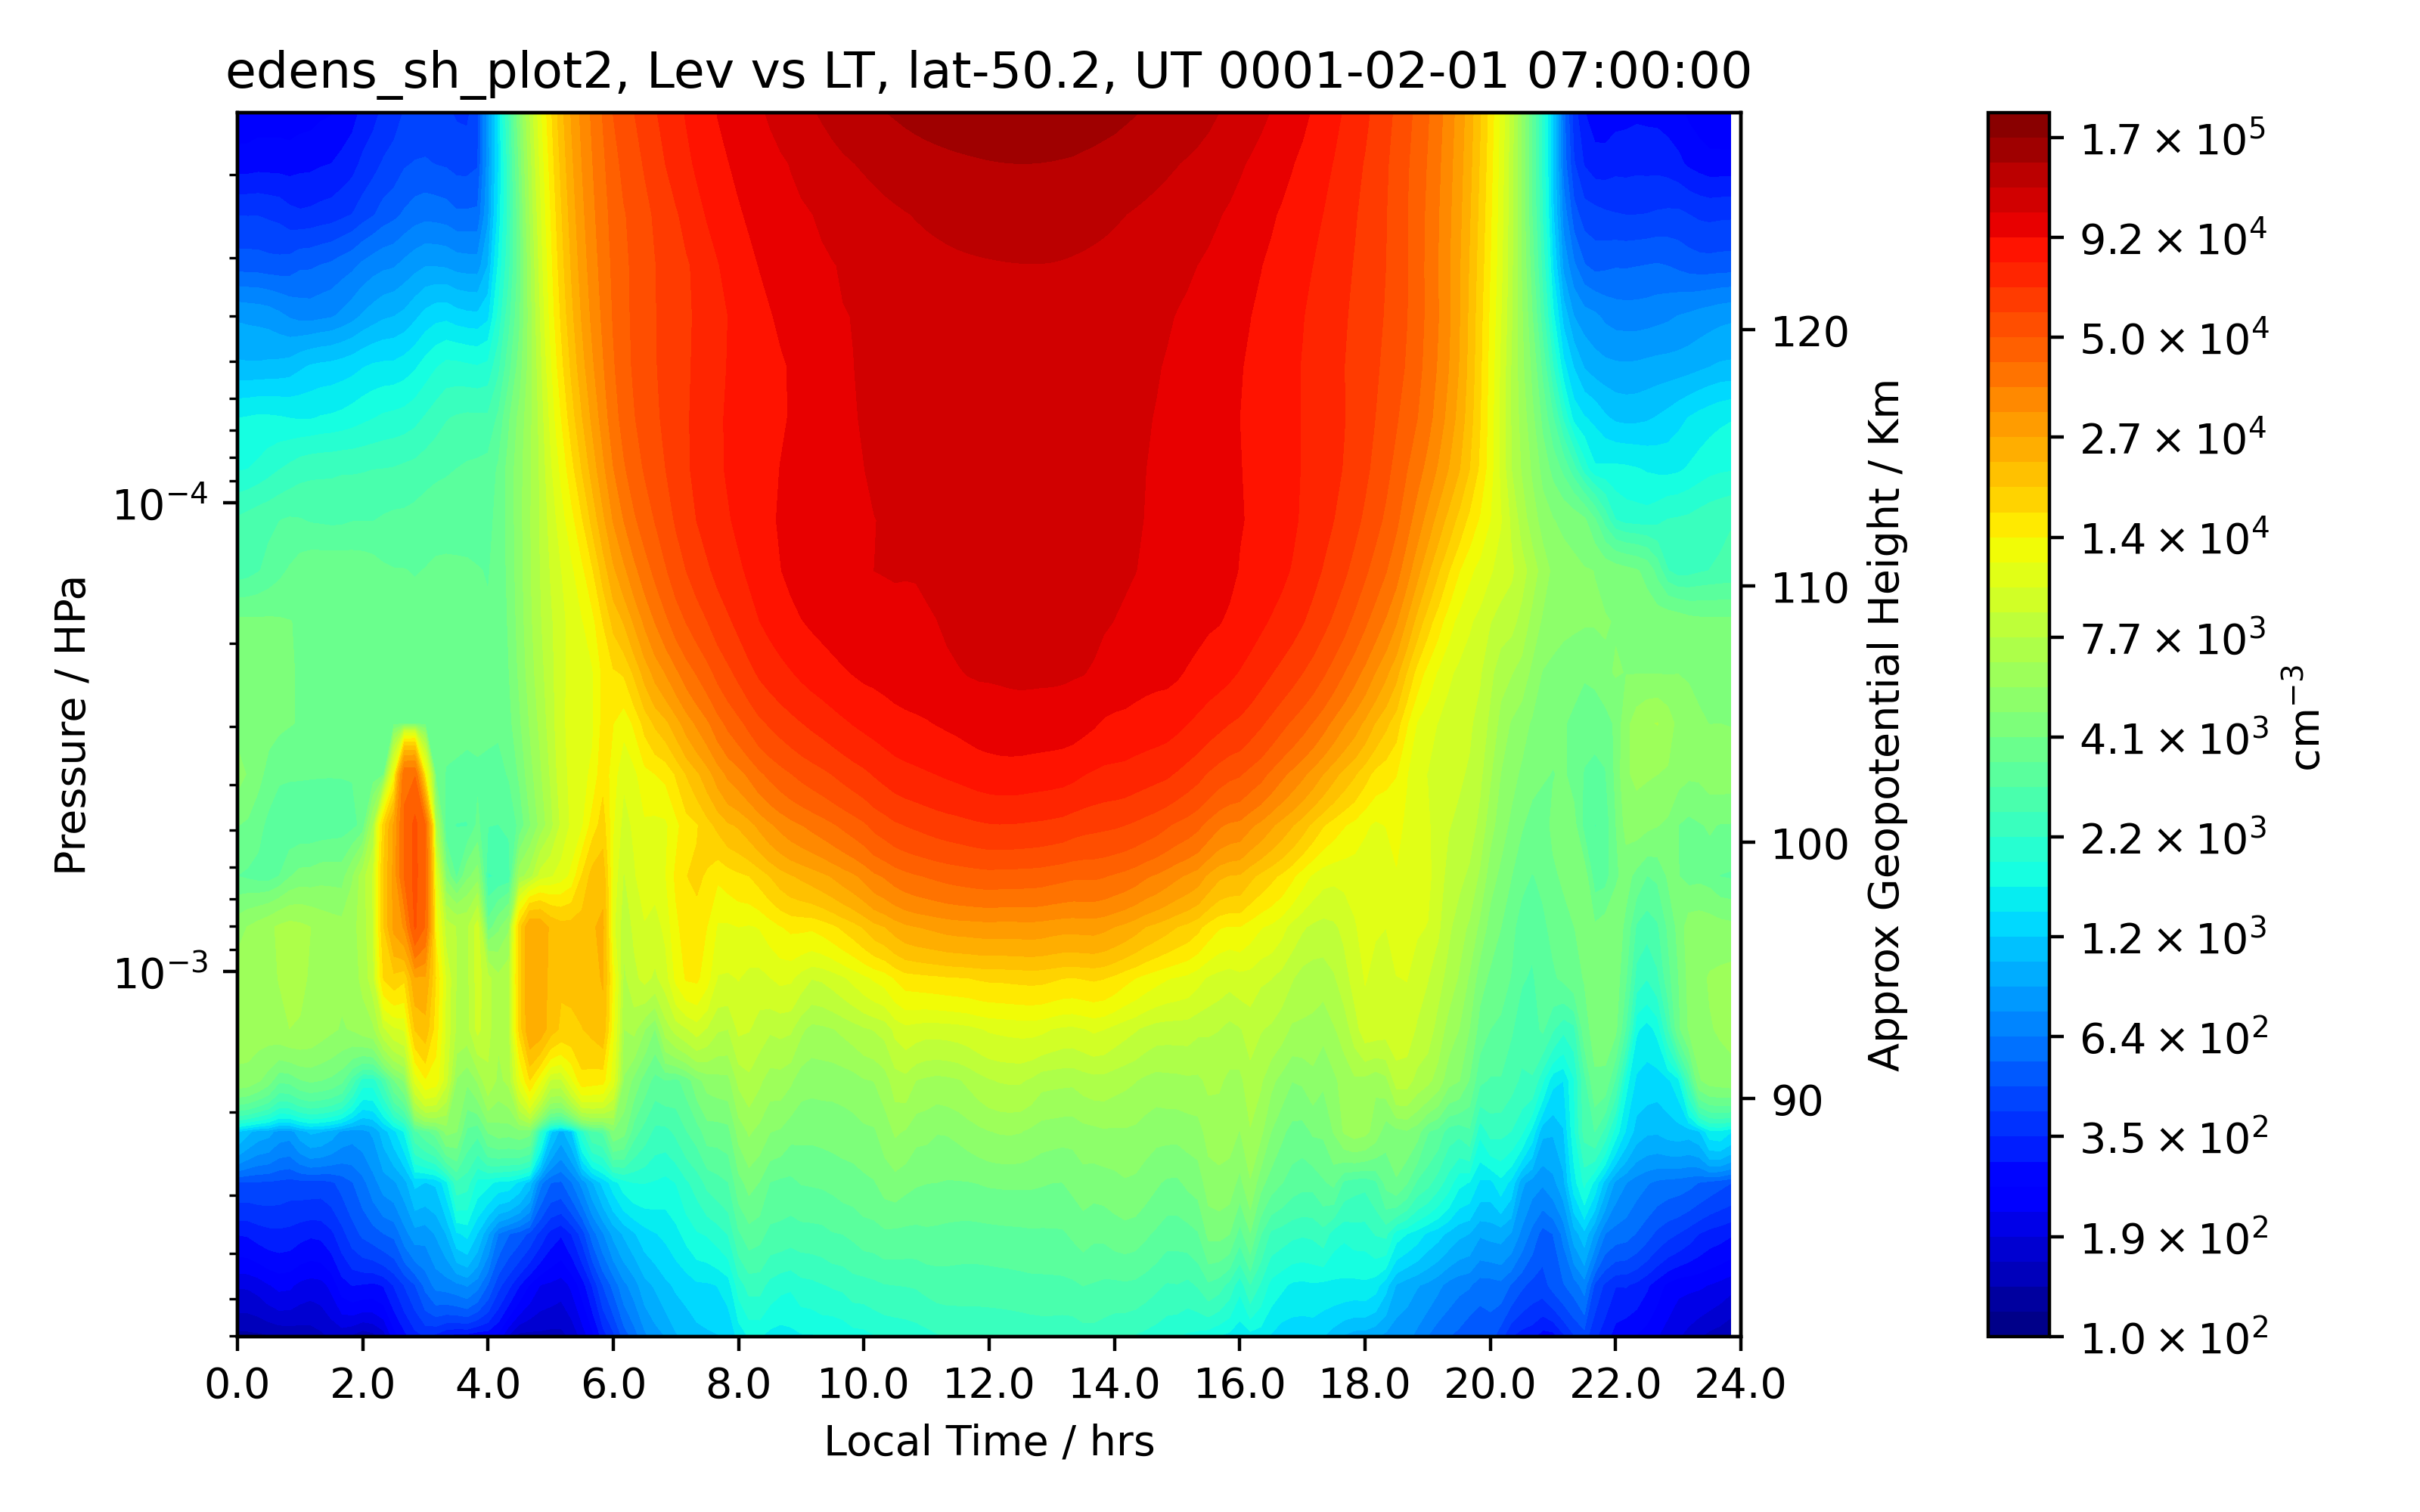 edens_sh_plot2, Lev vs LT, lat-50.2, UT 0001-02-01 07:00:00
Pressure / HPa
10⁻⁴
10⁻³
0.0 2.0 4.0 6.0 8.0 10.0 12.0 14.0 16.0 18.0 20.0 22.0 24.0
Local Time / hrs
120
110
100
90
Approx Geopotential Height / Km
1.7 × 10⁵
9.2 × 10⁴
5.0 × 10⁴
2.7 × 10⁴
1.4 × 10⁴
7.7 × 10³
4.1 × 10³
2.2 × 10³
1.2 × 10³
6.4 × 10²
3.5 × 10²
1.9 × 10²
1.0 × 10²
cm⁻³